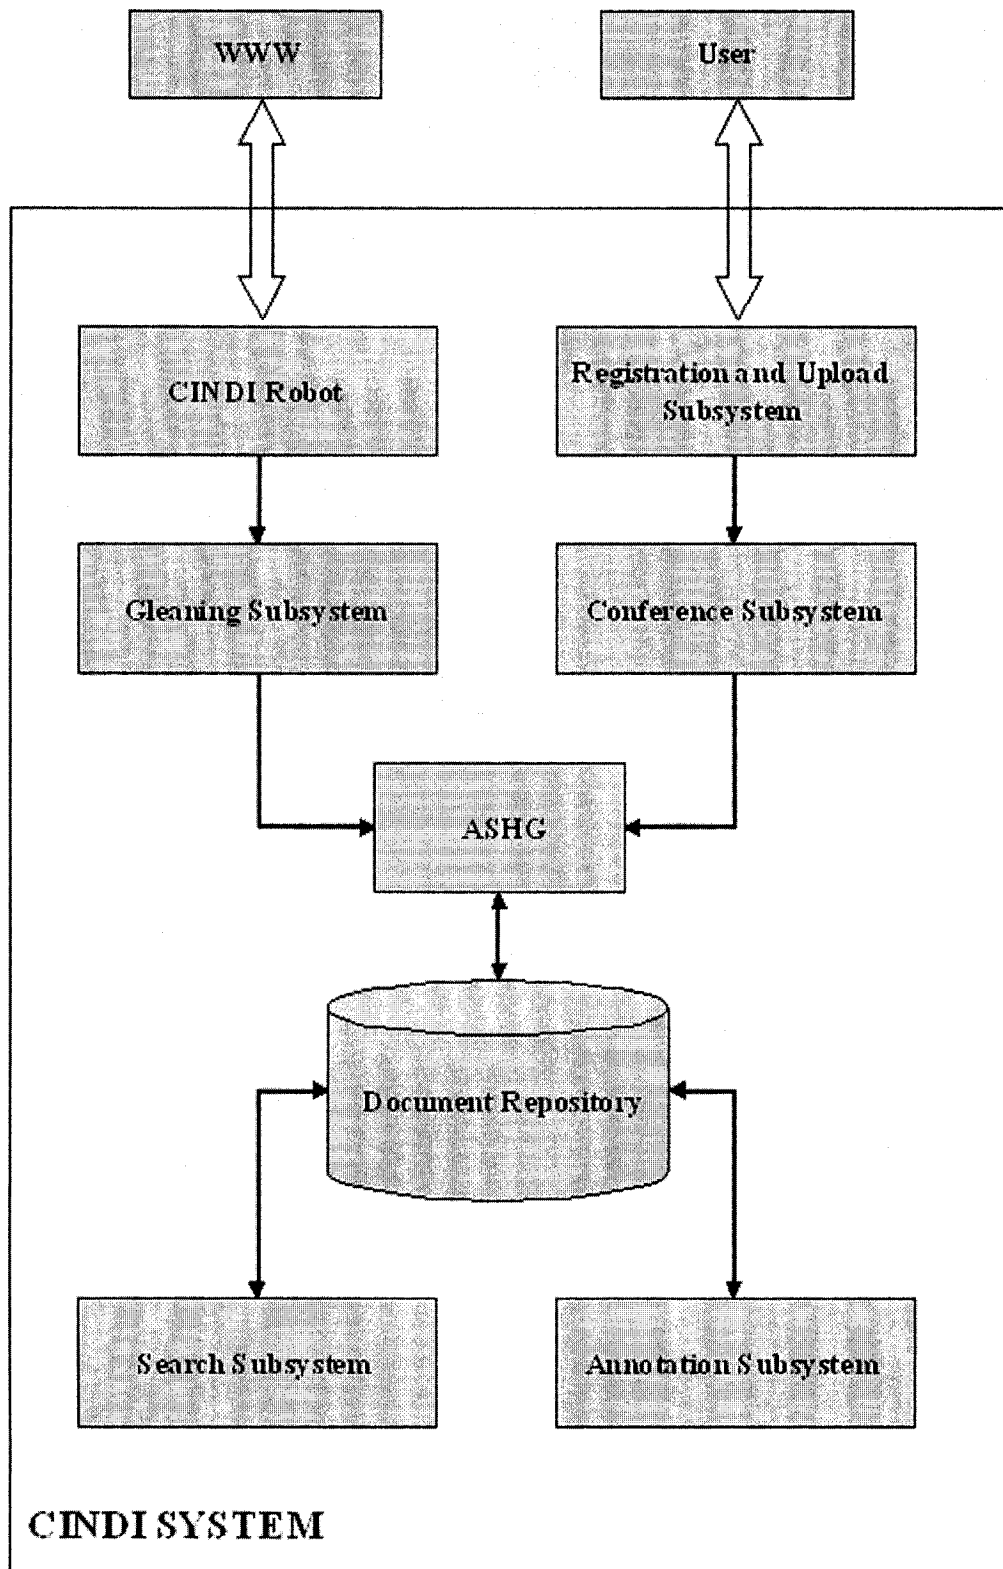 WWW
User
CINDI Robot
Registration and Upload
Subsystem
Gleaning Subsystem
Conference Subsystem
ASHG
Document Repository
Search Subsystem
Annotation Subsystem
CINDI SYSTEM